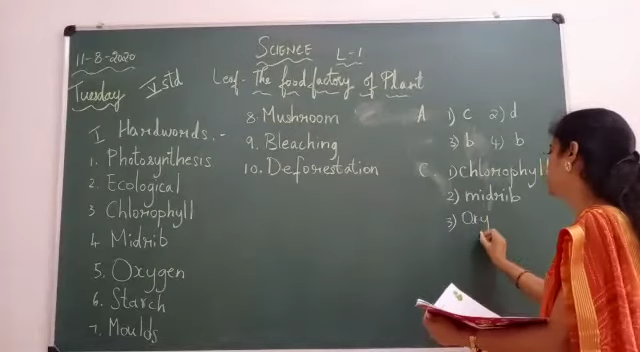 SCIENCE L-1
11-8-2020
Tuesday V std
Leaf - The food factory of Plant
I Hardwords. -
1. Photosynthesis
2. Ecological
3 Chlorophyll
4 Midrib
5. Oxygen
6. Starch
7. Moulds
8. Mushroom
9. Bleaching
10. Deforestation
A 1) c 2) d
3) b 4) b
C 1) chlorophyll
2) midrib
3) Oxy